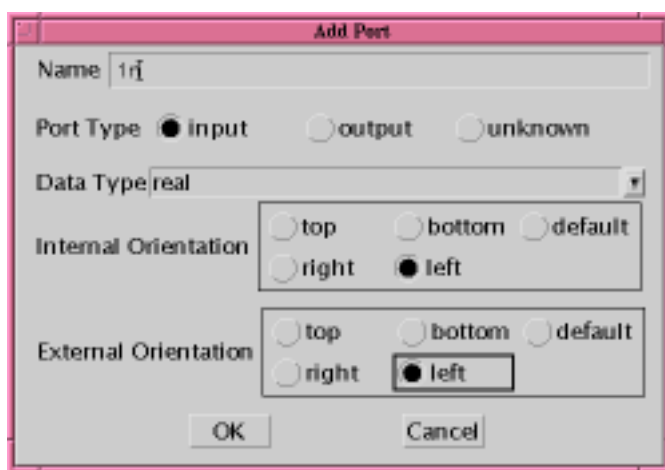 Add Port
Name 1n
Port Type input output unknown
Data Type real
Internal Orientation
top bottom default
right left
External Orientation
top bottom default
right left
OK Cancel